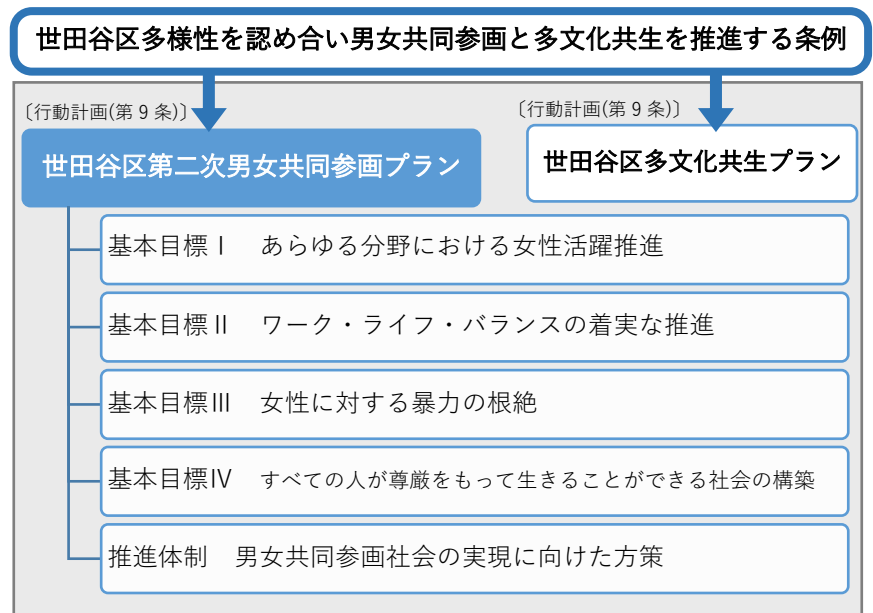 世田谷区多様性を認め合い男女共同参画と多文化共生を推進する条例
〔行動計画(第9条)〕
〔行動計画(第9条)〕
世田谷区第二次男女共同参画プラン
世田谷区多文化共生プラン
基本目標Ⅰ　あらゆる分野における女性活躍推進
基本目標Ⅱ　ワーク・ライフ・バランスの着実な推進
基本目標Ⅲ　女性に対する暴力の根絶
基本目標Ⅳ　すべての人が尊厳をもって生きることができる社会の構築
推進体制　男女共同参画社会の実現に向けた方策